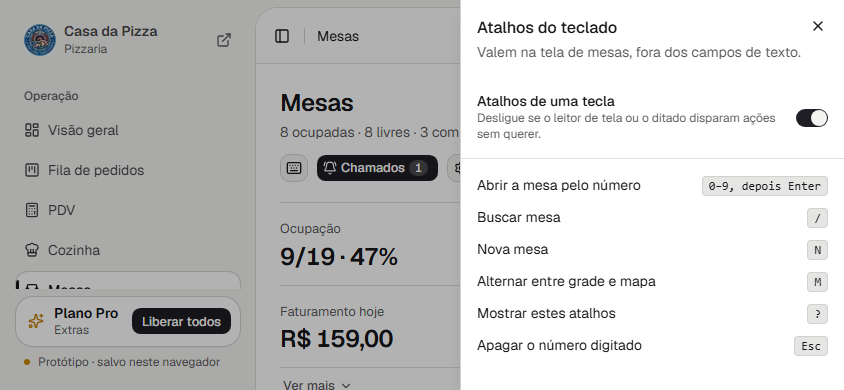 Casa da Pizza
Pizzaria
Operação
Visão geral
Fila de pedidos
PDV
Cozinha
Mesas
Plano Pro
Extras
Liberar todos
Protótipo · salvo neste navegador
Mesas
Mesas
8 ocupadas · 8 livres · 3 com
Chamados 1
Ocupação
9/19 · 47%
Faturamento hoje
R$ 159,00
Ver mais
Atalhos do teclado
Valem na tela de mesas, fora dos campos de texto.
Atalhos de uma tecla
Desligue se o leitor de tela ou o ditado disparam ações
sem querer.
Abrir a mesa pelo número 0–9, depois Enter
Buscar mesa /
Nova mesa N
Alternar entre grade e mapa M
Mostrar estes atalhos ?
Apagar o número digitado Esc